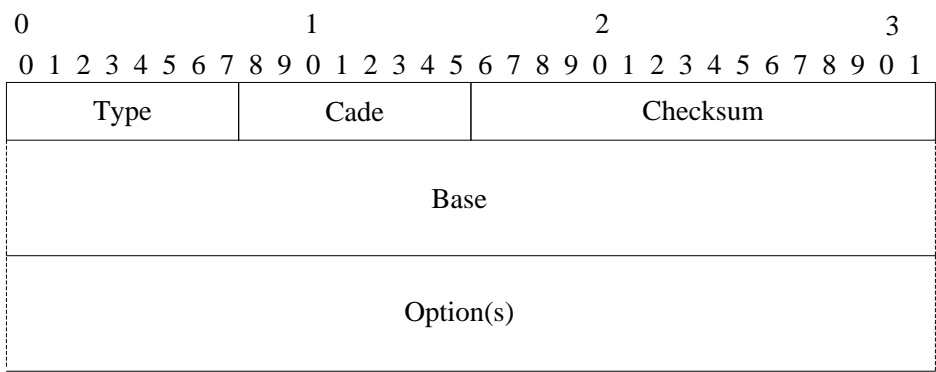 0 1 2 3
0 1 2 3 4 5 6 7 8 9 0 1 2 3 4 5 6 7 8 9 0 1 2 3 4 5 6 7 8 9 0 1
Type Cade Checksum
Base
Option(s)